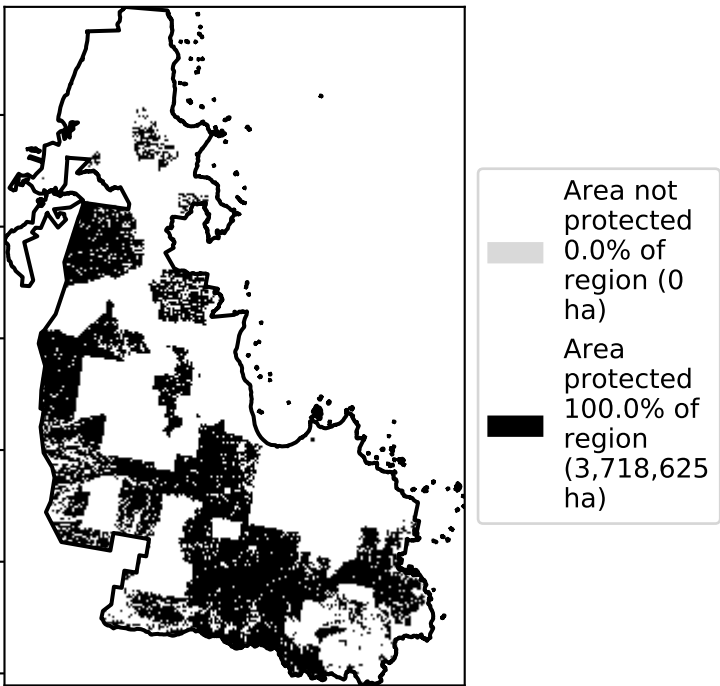 Area not
protected
0.0% of
region (0
ha)
Area
protected
100.0% of
region
(3,718,625
ha)